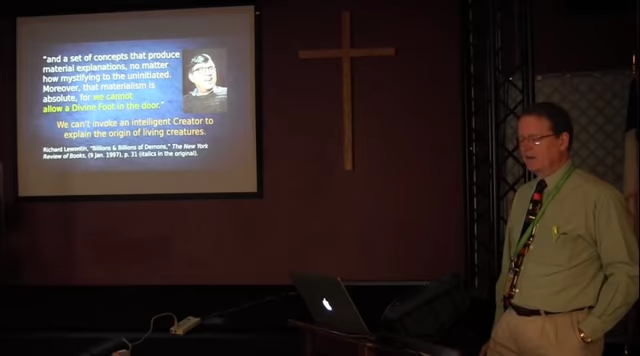 "and a set of concepts that produce
material explanations, no matter
how mystifying to the uninitiated.
Moreover, that materialism is
absolute, for we cannot
allow a Divine Foot in the door."
We can't invoke an intelligent Creator to
explain the origin of living creatures.
Richard Lewontin, "Billions & Billions of Demons," The New York
Review of Books, (9 Jan. 1997), p. 31 (italics in the original).